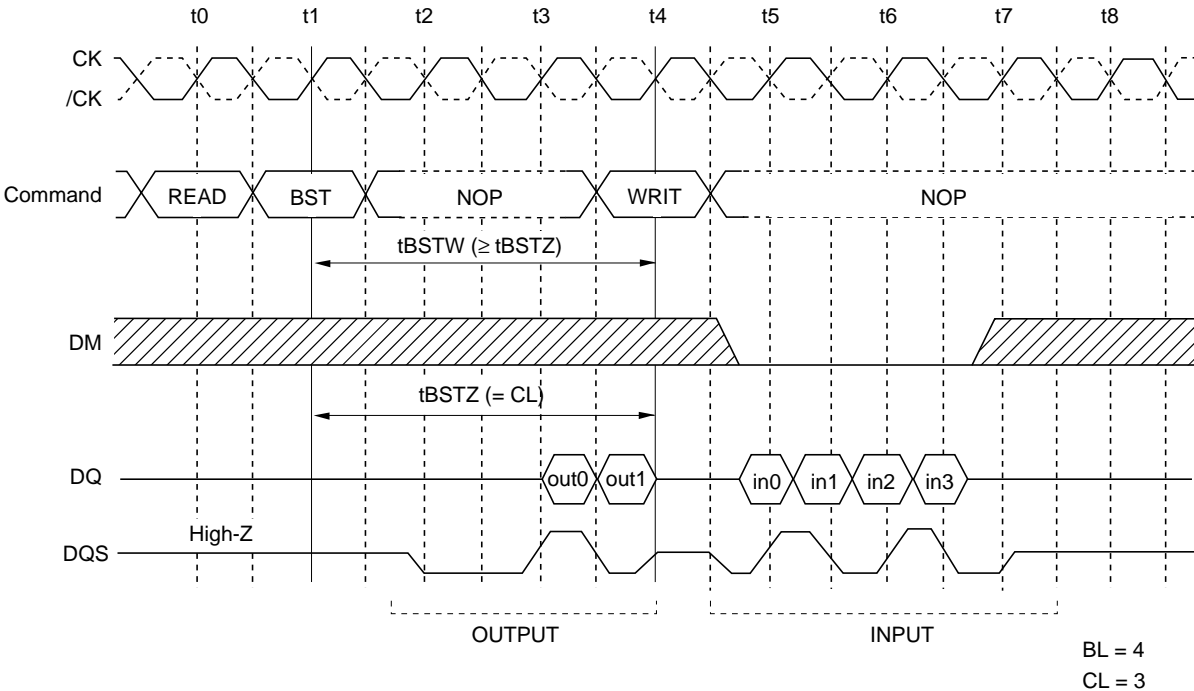 t0 t1 t2 t3 t4 t5 t6 t7 t8
CK
/CK
Command READ BST NOP WRIT NOP
tBSTW (≥ tBSTZ)
DM
tBSTZ (= CL)
DQ out0 out1 in0 in1 in2 in3
High-Z
DQS
OUTPUT INPUT
BL = 4
CL = 3